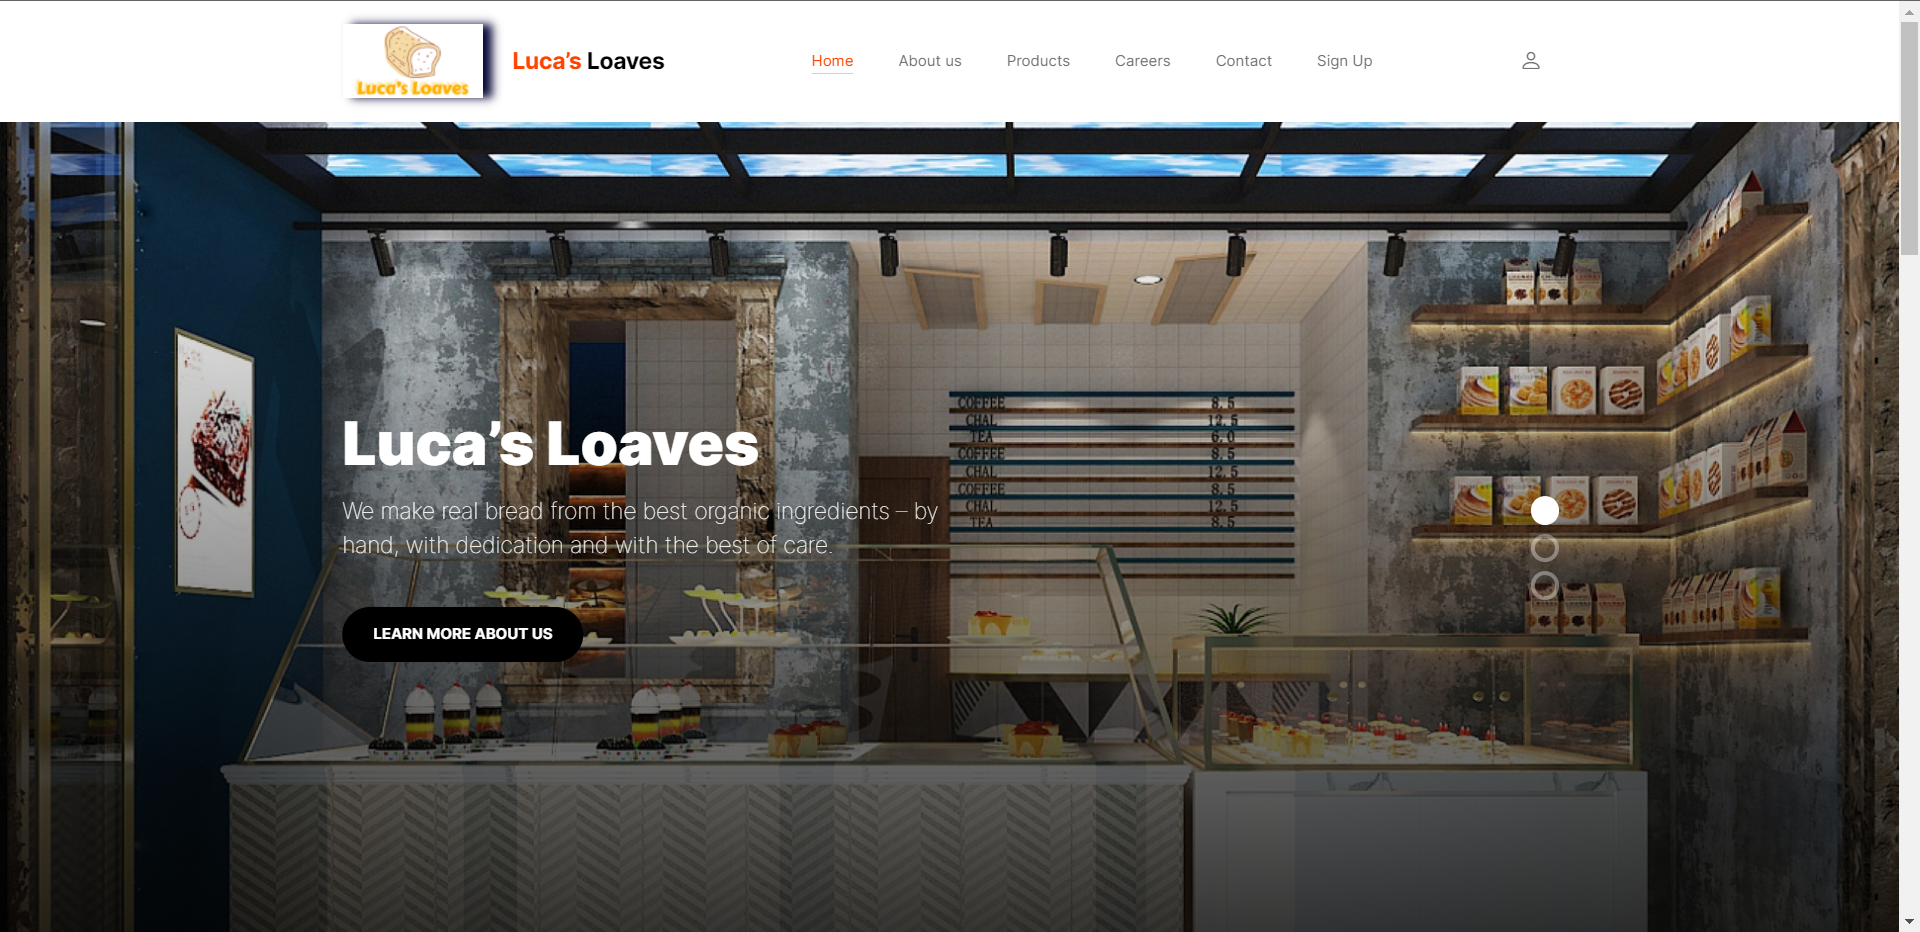 Luca's Loaves
Luca's Loaves
Home
About us
Products
Careers
Contact
Sign Up
COFFEE 8.5
CHAL 12.5
TEA 6.0
COFFEE 8.5
CHAL 12.5
COFFEE 8.5
CHAL 12.5
TEA 8.5
Luca's Loaves
We make real bread from the best organic ingredients – by
hand, with dedication and with the best of care.
LEARN MORE ABOUT US